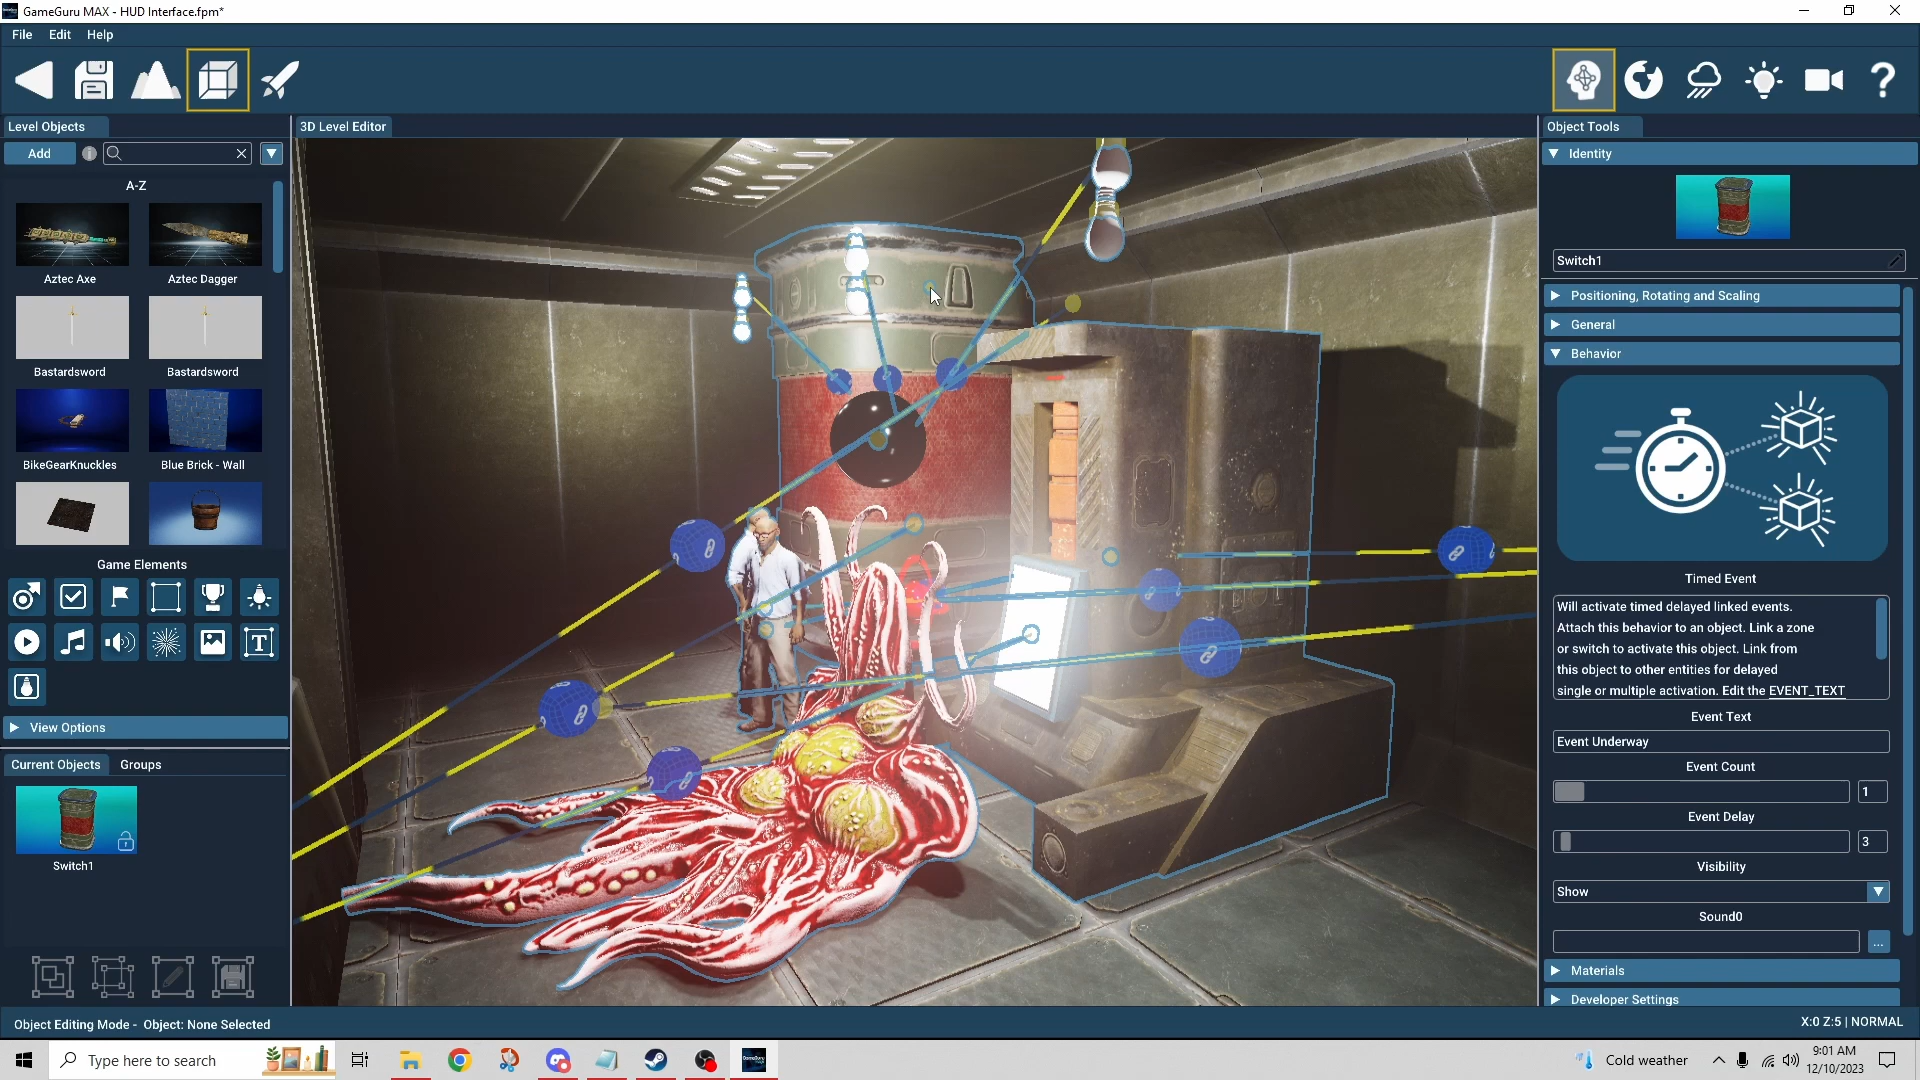 GameGuru MAX - HUD Interface.fpm*
File Edit Help
Level Objects
3D Level Editor
Object Tools
Add
Identity
A-Z
Aztec Axe
Aztec Dagger
Switch1
Bastardsword
Bastardsword
Positioning, Rotating and Scaling
General
Behavior
BikeGearKnuckles
Blue Brick - Wall
Game Elements
Timed Event
Will activate timed delayed linked events.
Attach this behavior to an object. Link a zone
or switch to activate this object. Link from
this object to other entities for delayed
single or multiple activation. Edit the EVENT_TEXT
Event Text
Event Underway
Event Count
1
Event Delay
3
Visibility
Show
Sound0
...
Materials
Developer Settings
View Options
Current Objects
Groups
Switch1
Object Editing Mode - Object: None Selected
X:0 Z:5 | NORMAL
Type here to search
Cold weather
9:01 AM
12/10/2023